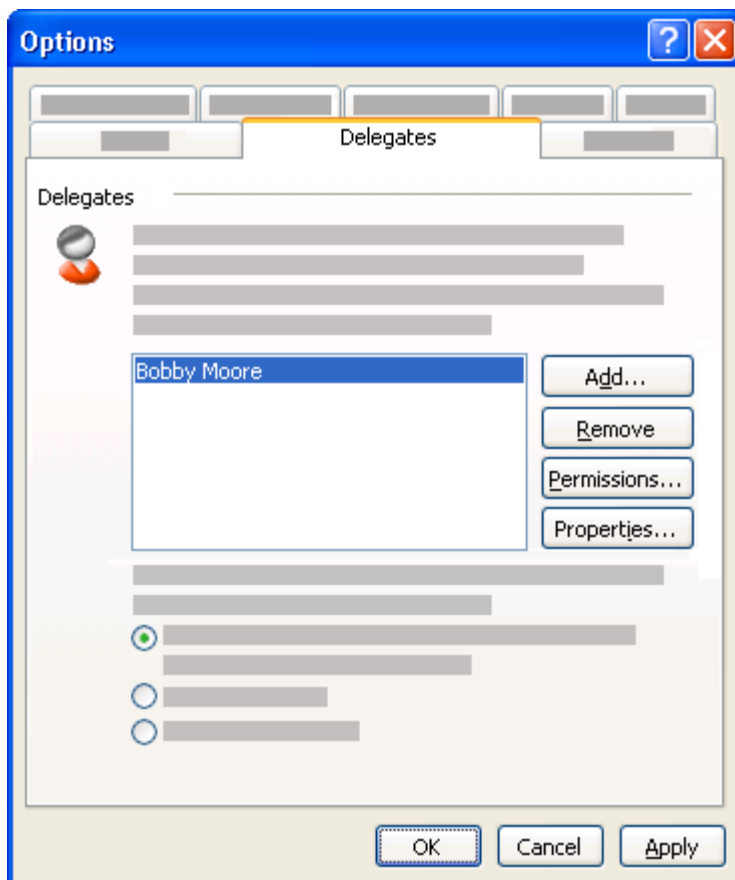 Options
Delegates
Delegates
Bobby Moore
Add...
Remove
Permissions...
Properties...
OK
Cancel
Apply